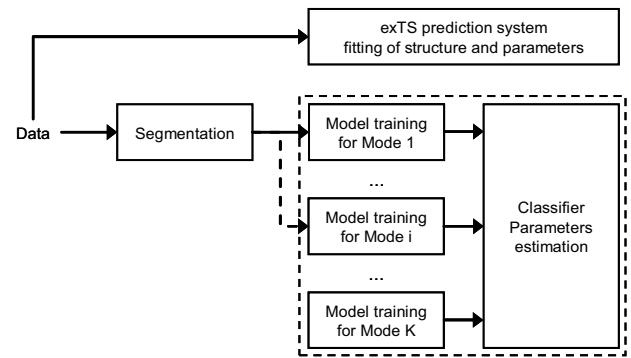 exTS prediction system
fitting of structure and parameters
Data
Segmentation
Model training
for Mode 1
...
Model training
for Mode i
...
Model training
for Mode K
Classifier
Parameters
estimation